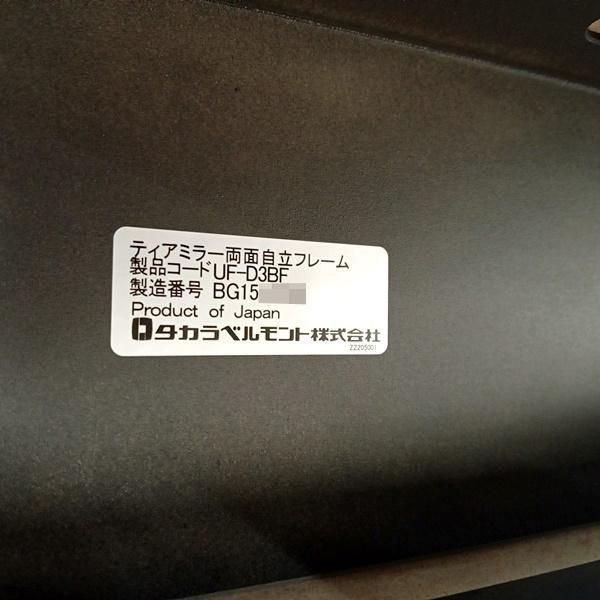 ティアミラー両面自立フレーム
製品コードUF-D3BF
製造番号 BG15
Product of Japan
タカラベルモント株式会社
ZZ205001